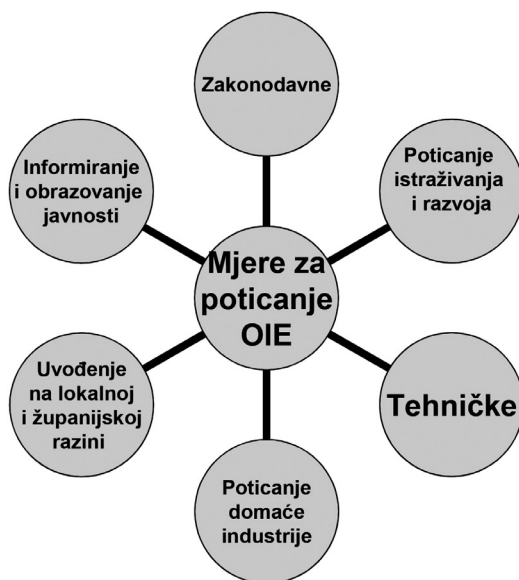 Zakonodavne
Informiranje
i obrazovanje
javnosti
Poticanje
istraživanja
i razvoja
Mjere za
poticanje
OIE
Uvođenje
na lokalnoj
i županijskoj
razini
Tehničke
Poticanje
domaće
industrije